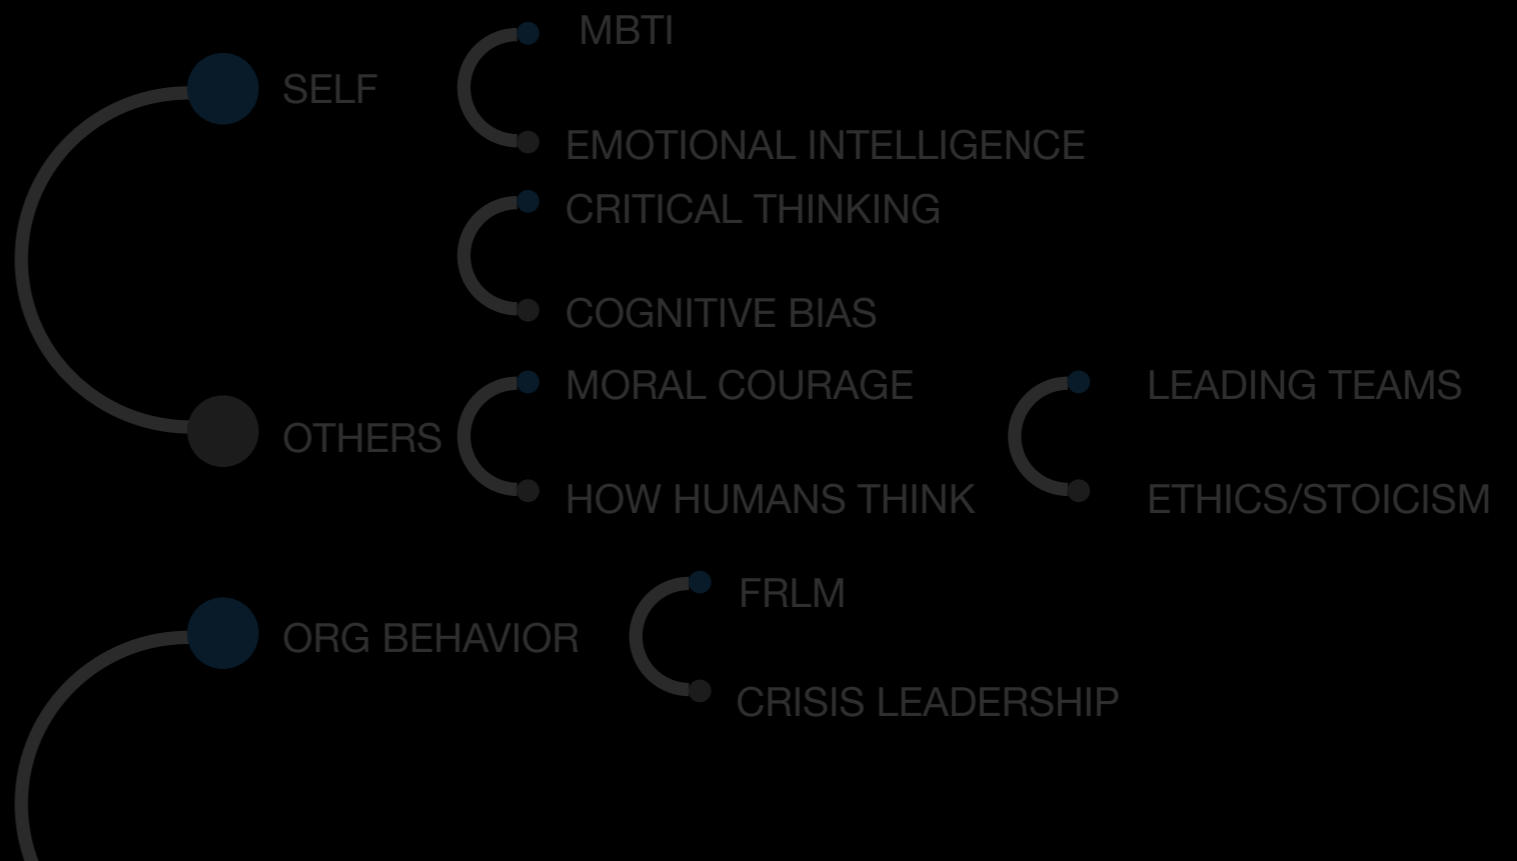 MBTI
SELF
EMOTIONAL INTELLIGENCE
CRITICAL THINKING
COGNITIVE BIAS
MORAL COURAGE
LEADING TEAMS
OTHERS
HOW HUMANS THINK
ETHICS/STOICISM
FRLM
ORG BEHAVIOR
CRISIS LEADERSHIP